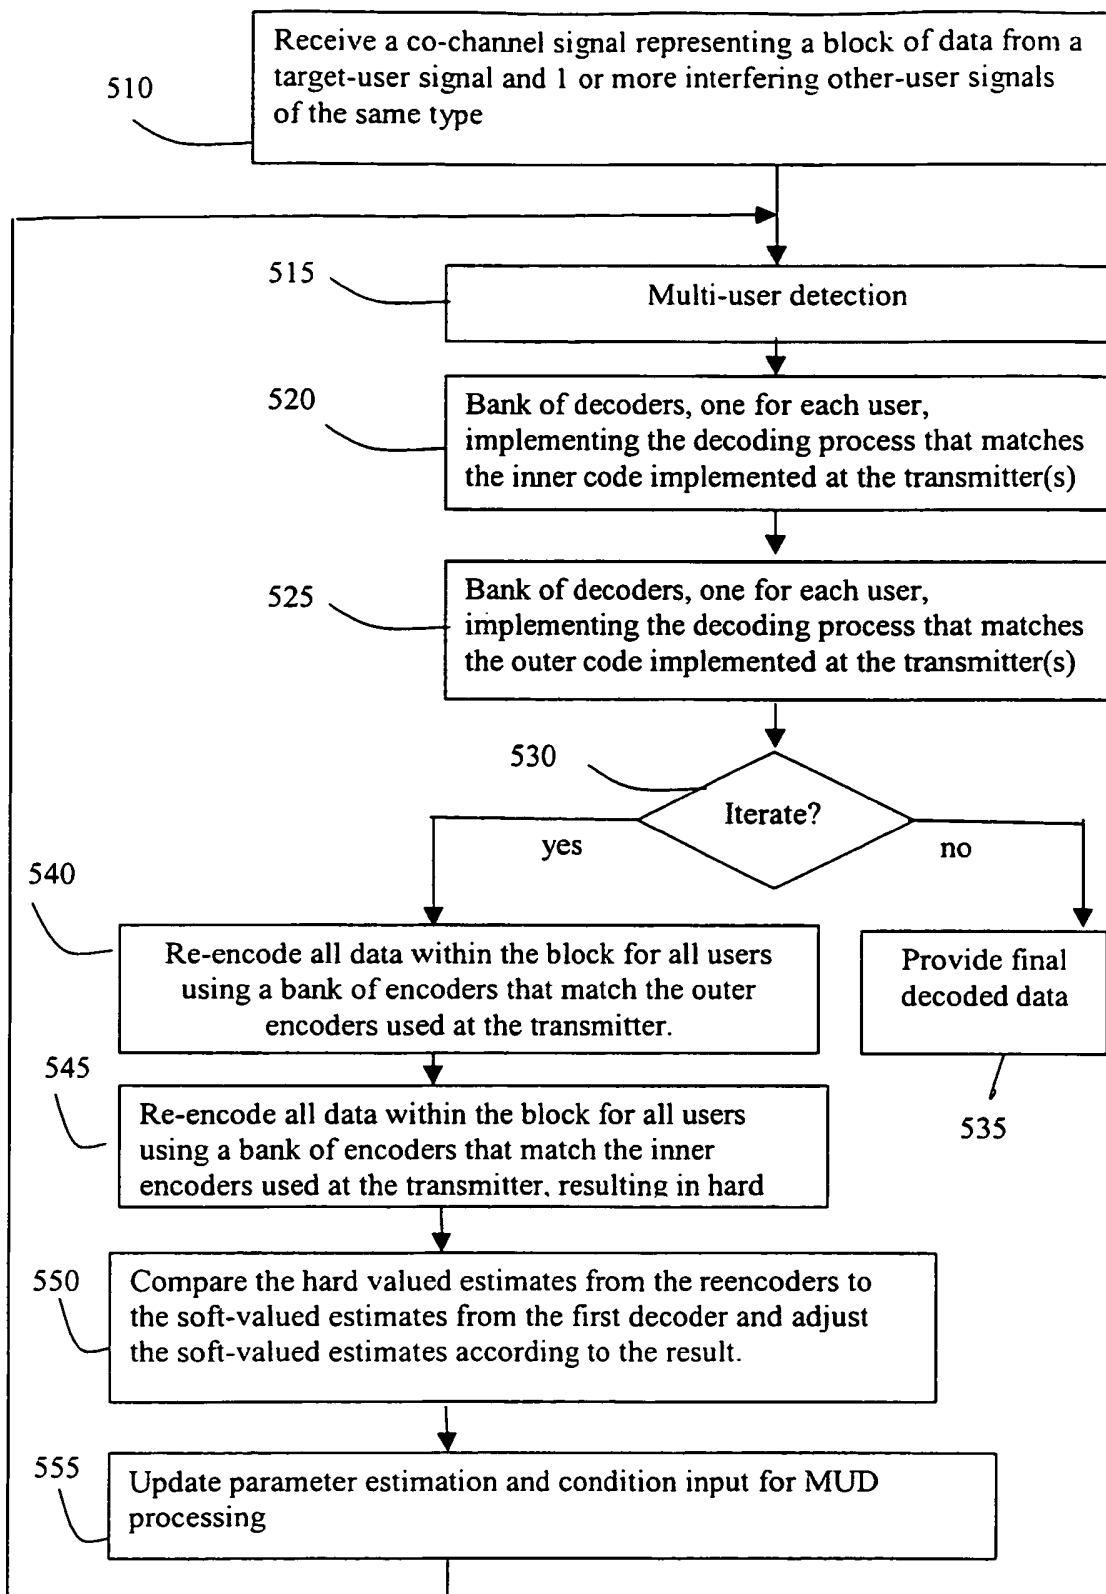 Receive a co-channel signal representing a block of data from a
target-user signal and 1 or more interfering other-user signals
of the same type
510
515
Multi-user detection
520
Bank of decoders, one for each user,
implementing the decoding process that matches
the inner code implemented at the transmitter(s)
525
Bank of decoders, one for each user,
implementing the decoding process that matches
the outer code implemented at the transmitter(s)
530
Iterate?
yes
no
540
Re-encode all data within the block for all users
using a bank of encoders that match the outer
encoders used at the transmitter.
Provide final
decoded data
535
545
Re-encode all data within the block for all users
using a bank of encoders that match the inner
encoders used at the transmitter, resulting in hard
550
Compare the hard valued estimates from the reencoders to
the soft-valued estimates from the first decoder and adjust
the soft-valued estimates according to the result.
555
Update parameter estimation and condition input for MUD
processing